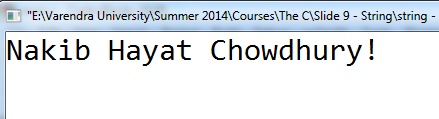 "E:\Varendra University\Summer 2014\Courses\The C\Slide 9 - String\string -
Nakib Hayat Chowdhury!